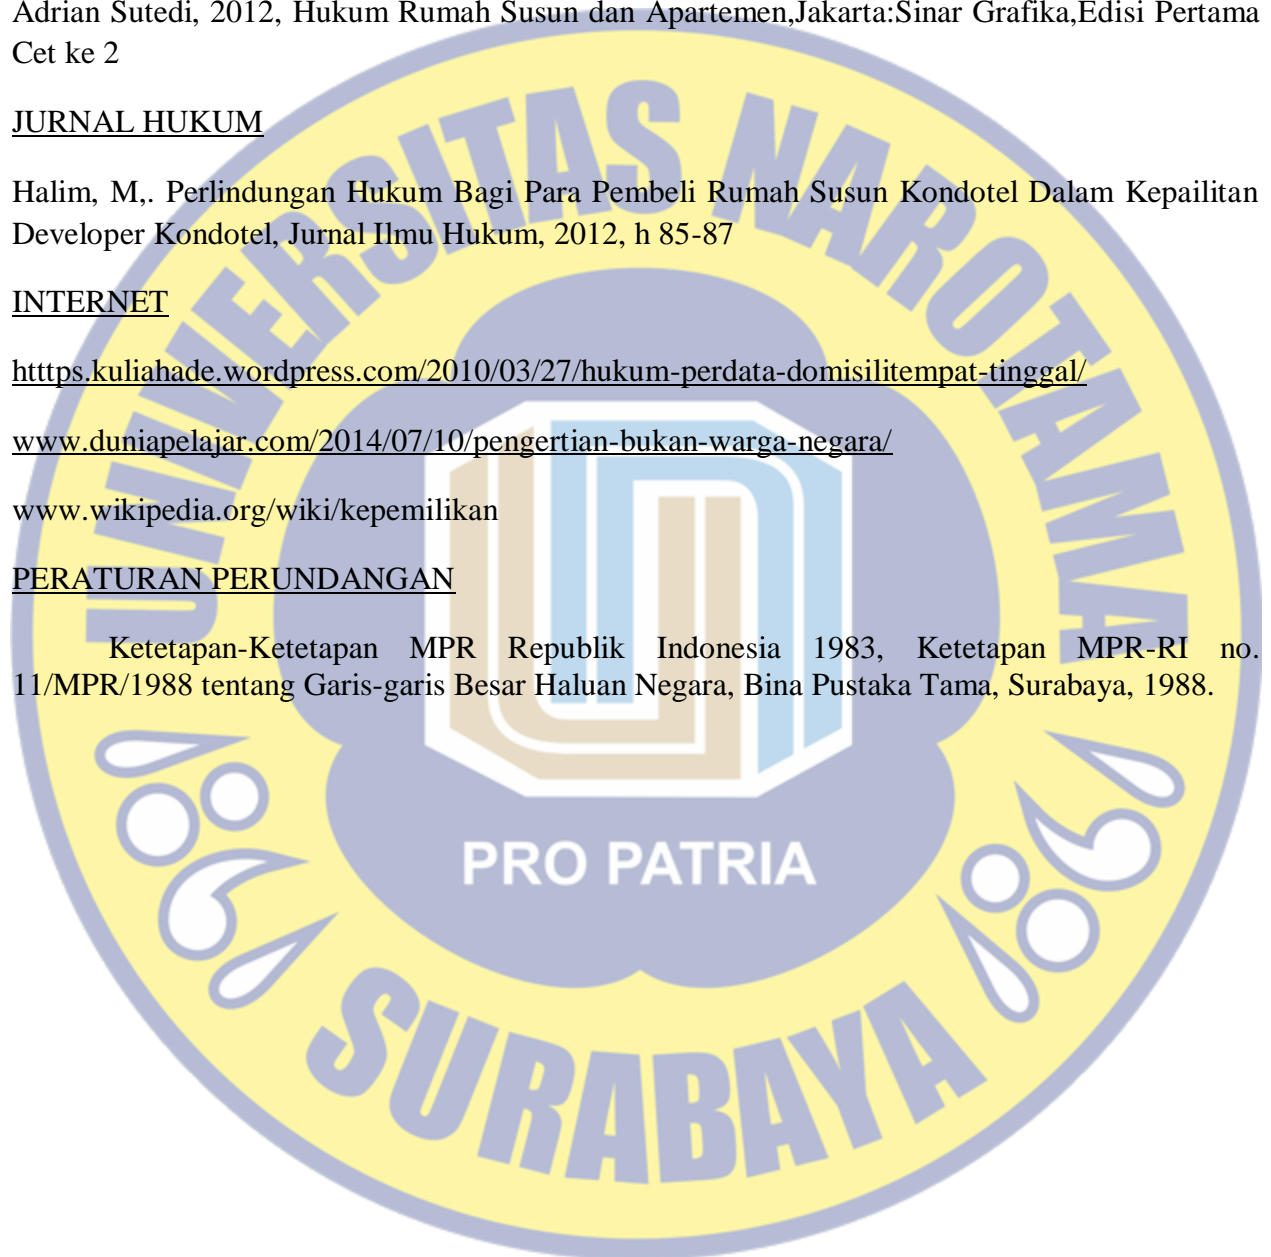 Adrian Sutedi, 2012, Hukum Rumah Susun dan Apartemen,Jakarta:Sinar Grafika,Edisi Pertama
Cet ke 2
JURNAL HUKUM
Halim, M,. Perlindungan Hukum Bagi Para Pembeli Rumah Susun Kondotel Dalam Kepailitan
Developer Kondotel, Jurnal Ilmu Hukum, 2012, h 85-87
INTERNET
htttps.kuliahade.wordpress.com/2010/03/27/hukum-perdata-domisilitempat-tinggal/
www.duniapelajar.com/2014/07/10/pengertian-bukan-warga-negara/
www.wikipedia.org/wiki/kepemilikan
PERATURAN PERUNDANGAN
Ketetapan-Ketetapan MPR Republik Indonesia 1983, Ketetapan MPR-RI no.
11/MPR/1988 tentang Garis-garis Besar Haluan Negara, Bina Pustaka Tama, Surabaya, 1988.
UNIVERSITAS NAROTAMA
PRO PATRIA
SURABAYA